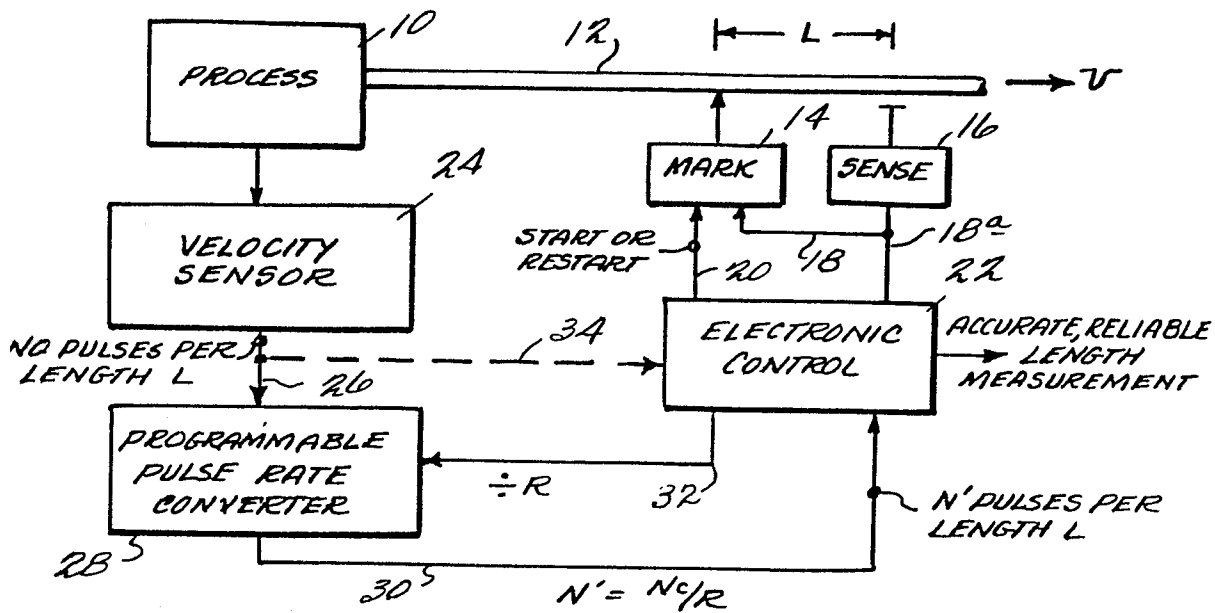 10
12
L
PROCESS
v
14
16
MARK
SENSE
24
VELOCITY
SENSOR
START OR
RESTART
20
18
18a
22
NO PULSES PER
LENGTH L
34
26
ELECTRONIC
CONTROL
ACCURATE, RELIABLE
LENGTH
MEASUREMENT
PROGRAMMABLE
PULSE RATE
CONVERTER
÷ R
32
N' PULSES PER
LENGTH L
28
30
N' = Nc/R